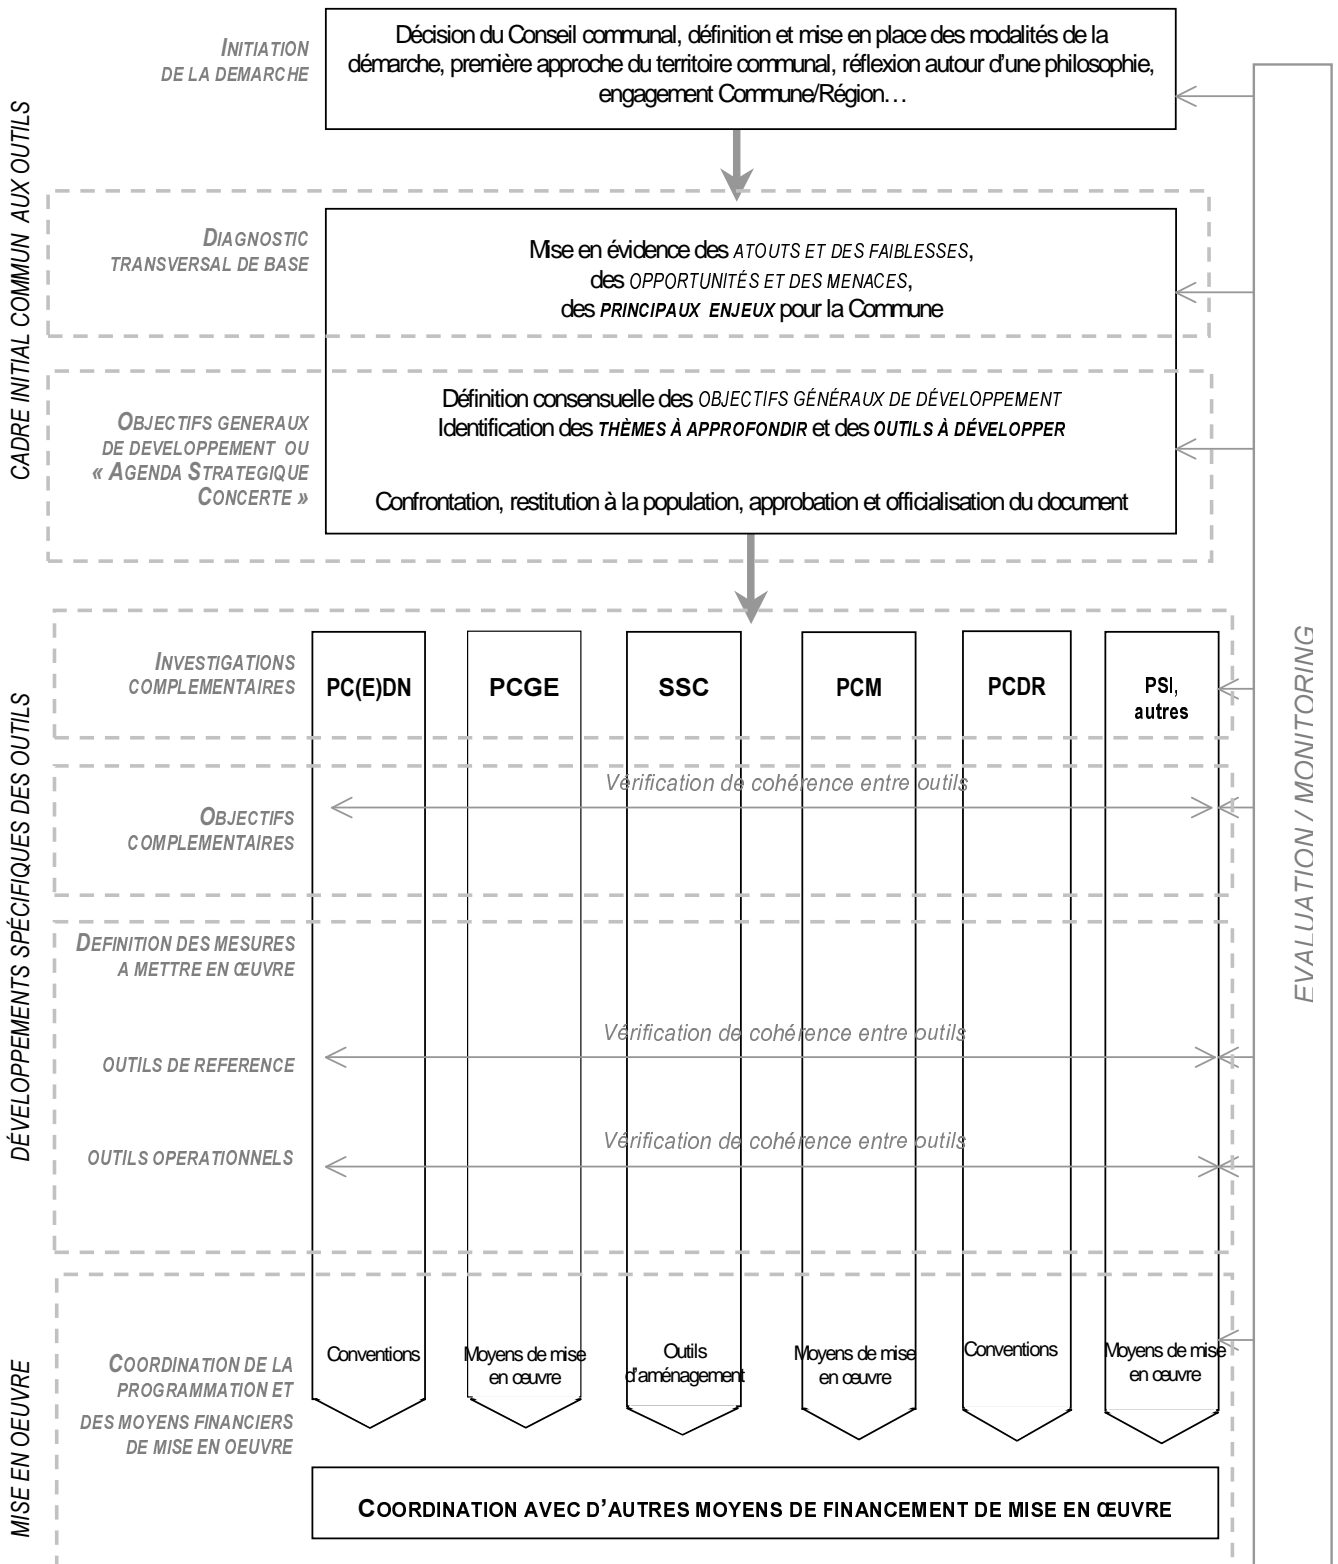 INITIATION
DE LA DEMARCHE
Décision du Conseil communal, définition et mise en place des modalités de la
démarche, première approche du territoire communal, réflexion autour d'une philosophie,
engagement Commune/Région…
CADRE INITIAL COMMUN AUX OUTILS
DIAGNOSTIC
TRANSVERSAL DE BASE
Mise en évidence des ATOUTS ET DES FAIBLESSES,
des OPPORTUNITÉS ET DES MENACES,
des PRINCIPAUX ENJEUX pour la Commune
OBJECTIFS GENERAUX
DE DEVELOPPEMENT OU
« AGENDA STRATEGIQUE
CONCERTE »
Définition consensuelle des OBJECTIFS GÉNÉRAUX DE DÉVELOPPEMENT
Identification des THÈMES À APPROFONDIR et des OUTILS À DÉVELOPPER
Confrontation, restitution à la population, approbation et officialisation du document
EVALUATION / MONITORING
DÉVELOPPEMENTS SPÉCIFIQUES DES OUTILS
INVESTIGATIONS
COMPLEMENTAIRES
PC(E)DN
PCGE
SSC
PCM
PCDR
PSI,
autres
OBJECTIFS
COMPLEMENTAIRES
Vérification de cohérence entre outils
DEFINITION DES MESURES
A METTRE EN ŒUVRE
OUTILS DE REFERENCE
Vérification de cohérence entre outils
OUTILS OPERATIONNELS
Vérification de cohérence entre outils
MISE EN OEUVRE
COORDINATION DE LA
PROGRAMMATION ET
DES MOYENS FINANCIERS
DE MISE EN OEUVRE
Conventions
Moyens de mise
en œuvre
Outils
d'aménagement
Moyens de mise
en œuvre
Conventions
Moyens de mise
en œuvre
COORDINATION AVEC D'AUTRES MOYENS DE FINANCEMENT DE MISE EN ŒUVRE